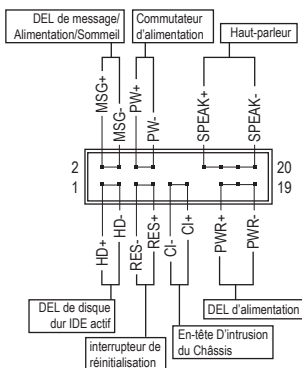 DEL de message/
Alimentation/Sommeil
Commutateur
d'alimentation
Haut-parleur
MSG+
MSG-
PW+
PW-
SPEAK+
SPEAK-
2
20
1
19
HD+
HD-
RES-
RES+
CI-
CI+
PWR+
PWR-
DEL de disque
dur IDE actif
interrupteur de
réinitialisation
En-tête D'intrusion
du Châssis
DEL d'alimentation